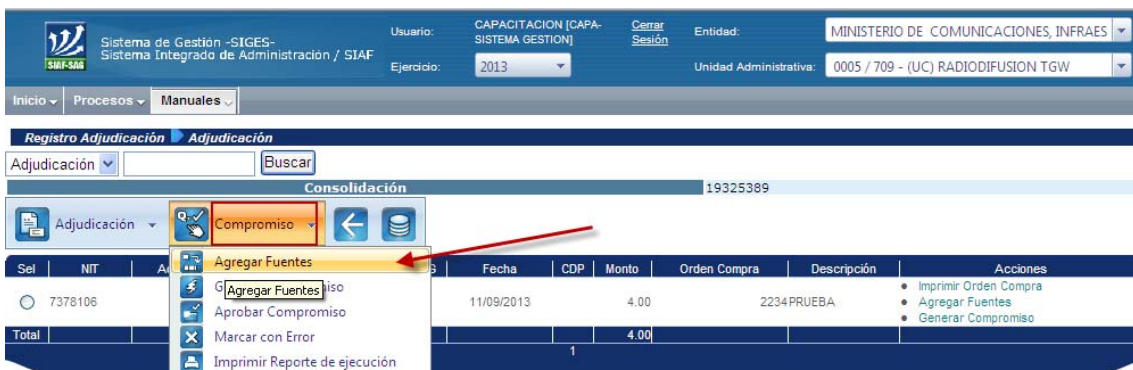 Usuario: CAPACITACION [CAPA-SISTEMA GESTION] Cerrar Sesión Entidad: MINISTERIO DE COMUNICACIONES, INFRAES
SIAF-SAG Sistema de Gestión -SIGES-
Sistema Integrado de Administración / SIAF
Ejercicio: 2013 Unidad Administrativa: 0005 / 709 - (UC) RADIODIFUSION TGW
Inicio Procesos Manuales
Registro Adjudicación Adjudicación
Adjudicación Buscar
Consolidación 19325389
Adjudicación Compromiso
Agregar Fuentes
Agregar Fuentes
Aprobar Compromiso
Marcar con Error
Imprimir Reporte de ejecución
Sel NIT Fecha CDP Monto Orden Compra Descripción Acciones
7378106 11/09/2013 4.00 2234 PRUEBA
Imprimir Orden Compra
Agregar Fuentes
Generar Compromiso
Total 4.00
1